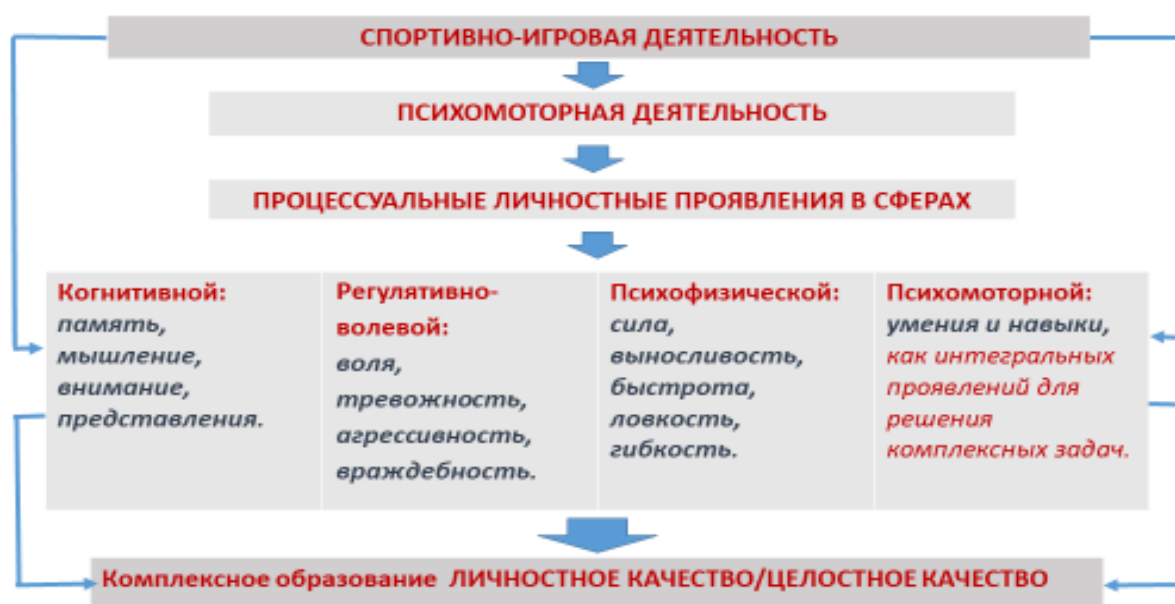 СПОРТИВНО-ИГРОВАЯ ДЕЯТЕЛЬНОСТЬ
ПСИХОМОТОРНАЯ ДЕЯТЕЛЬНОСТЬ
ПРОЦЕССУАЛЬНЫЕ ЛИЧНОСТНЫЕ ПРОЯВЛЕНИЯ В СФЕРАХ
Когнитивной:
память,
мышление,
внимание,
представления.
Регулятивно-
волевой:
воля,
тревожность,
агрессивность,
враждебность.
Психофизической:
сила,
выносливость,
быстрота,
ловкость,
гибкость.
Психомоторной:
умения и навыки,
как интегральных
проявлений для
решения
комплексных задач.
Комплексное образование ЛИЧНОСТНОЕ КАЧЕСТВО/ЦЕЛОСТНОЕ КАЧЕСТВО